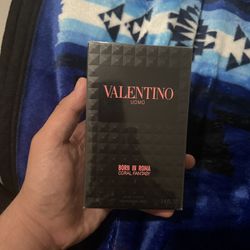 VALENTINO
UOMO
BORN IN ROMA
CORAL FANTASY